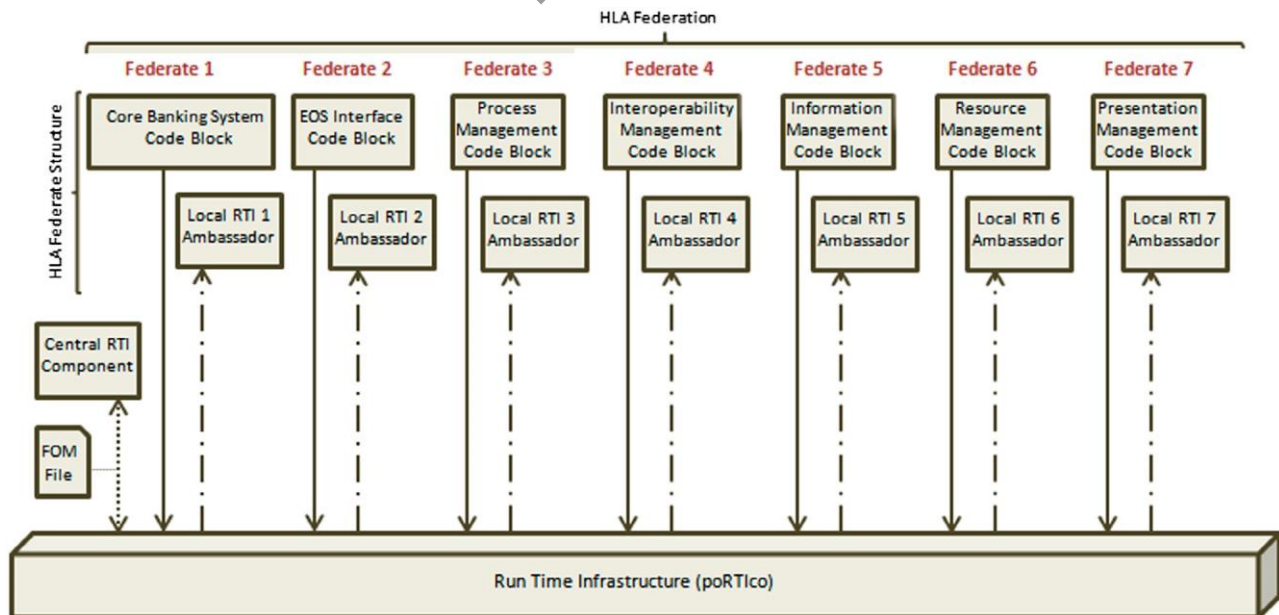 HLA Federation
Federate 1
Federate 2
Federate 3
Federate 4
Federate 5
Federate 6
Federate 7
HLA Federate Structure
Core Banking System
Code Block
EOS Interface
Code Block
Process
Management
Code Block
Interoperability
Management
Code Block
Information
Management
Code Block
Resource
Management
Code Block
Presentation
Management
Code Block
Local RTI 1
Ambassador
Local RTI 2
Ambassador
Local RTI 3
Ambassador
Local RTI 4
Ambassador
Local RTI 5
Ambassador
Local RTI 6
Ambassador
Local RTI 7
Ambassador
Central RTI
Component
FOM
File
Run Time Infrastructure (poRTIco)